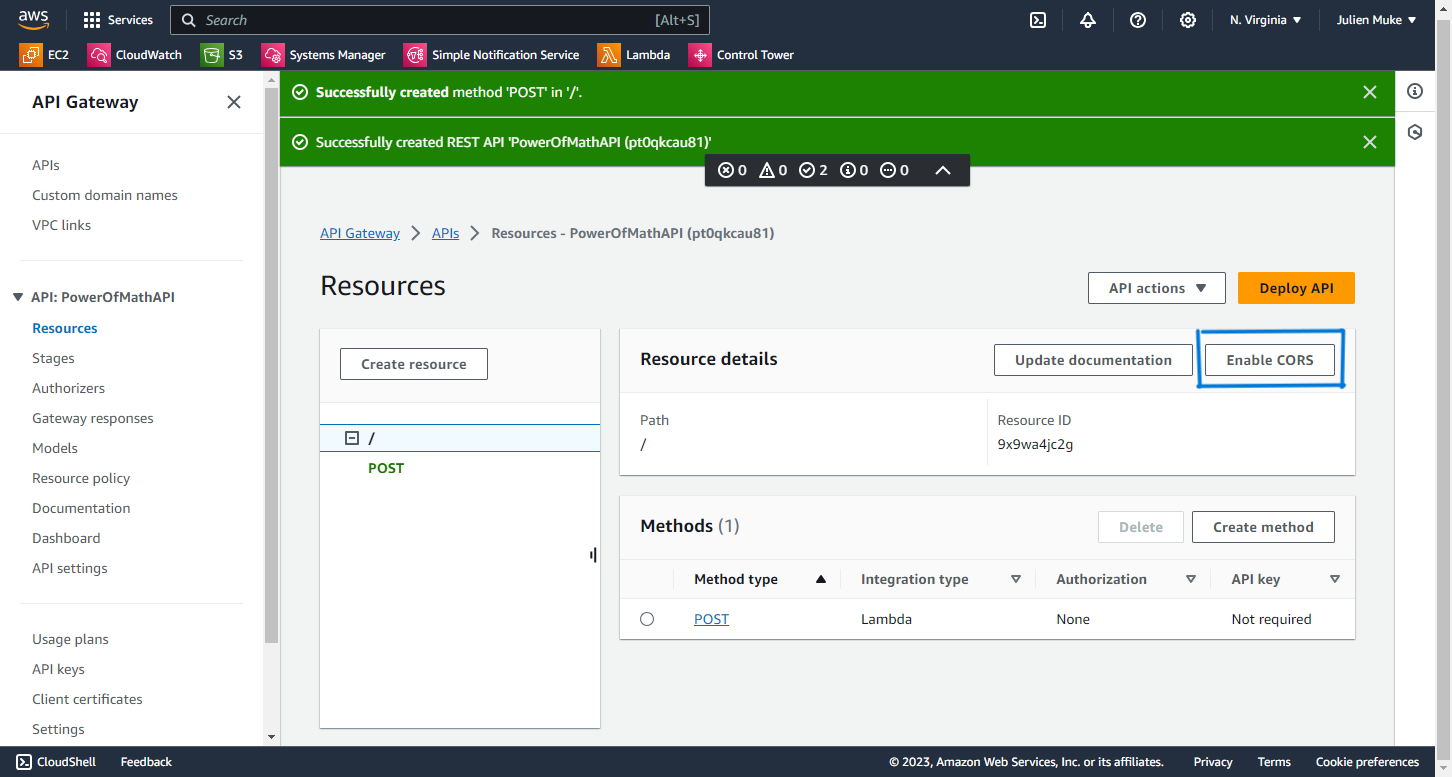 aws Services Search [Alt+S] N. Virginia Julien Muke
EC2 CloudWatch S3 Systems Manager Simple Notification Service Lambda Control Tower
API Gateway
APIs
Custom domain names
VPC links
API: PowerOfMathAPI
Resources
Stages
Authorizers
Gateway responses
Models
Resource policy
Documentation
Dashboard
API settings
Usage plans
API keys
Client certificates
Settings
Successfully created method 'POST' in '/'.
Successfully created REST API 'PowerOfMathAPI (pt0qkcau81)'
0 0 2 0 0
API Gateway APIs Resources - PowerOfMathAPI (pt0qkcau81)
Resources
API actions Deploy API
Create resource
/
POST
Resource details Update documentation Enable CORS
Path Resource ID
/ 9x9wa4jc2g
Methods (1) Delete Create method
Method type Integration type Authorization API key
POST Lambda None Not required
CloudShell Feedback © 2023, Amazon Web Services, Inc. or its affiliates. Privacy Terms Cookie preferences